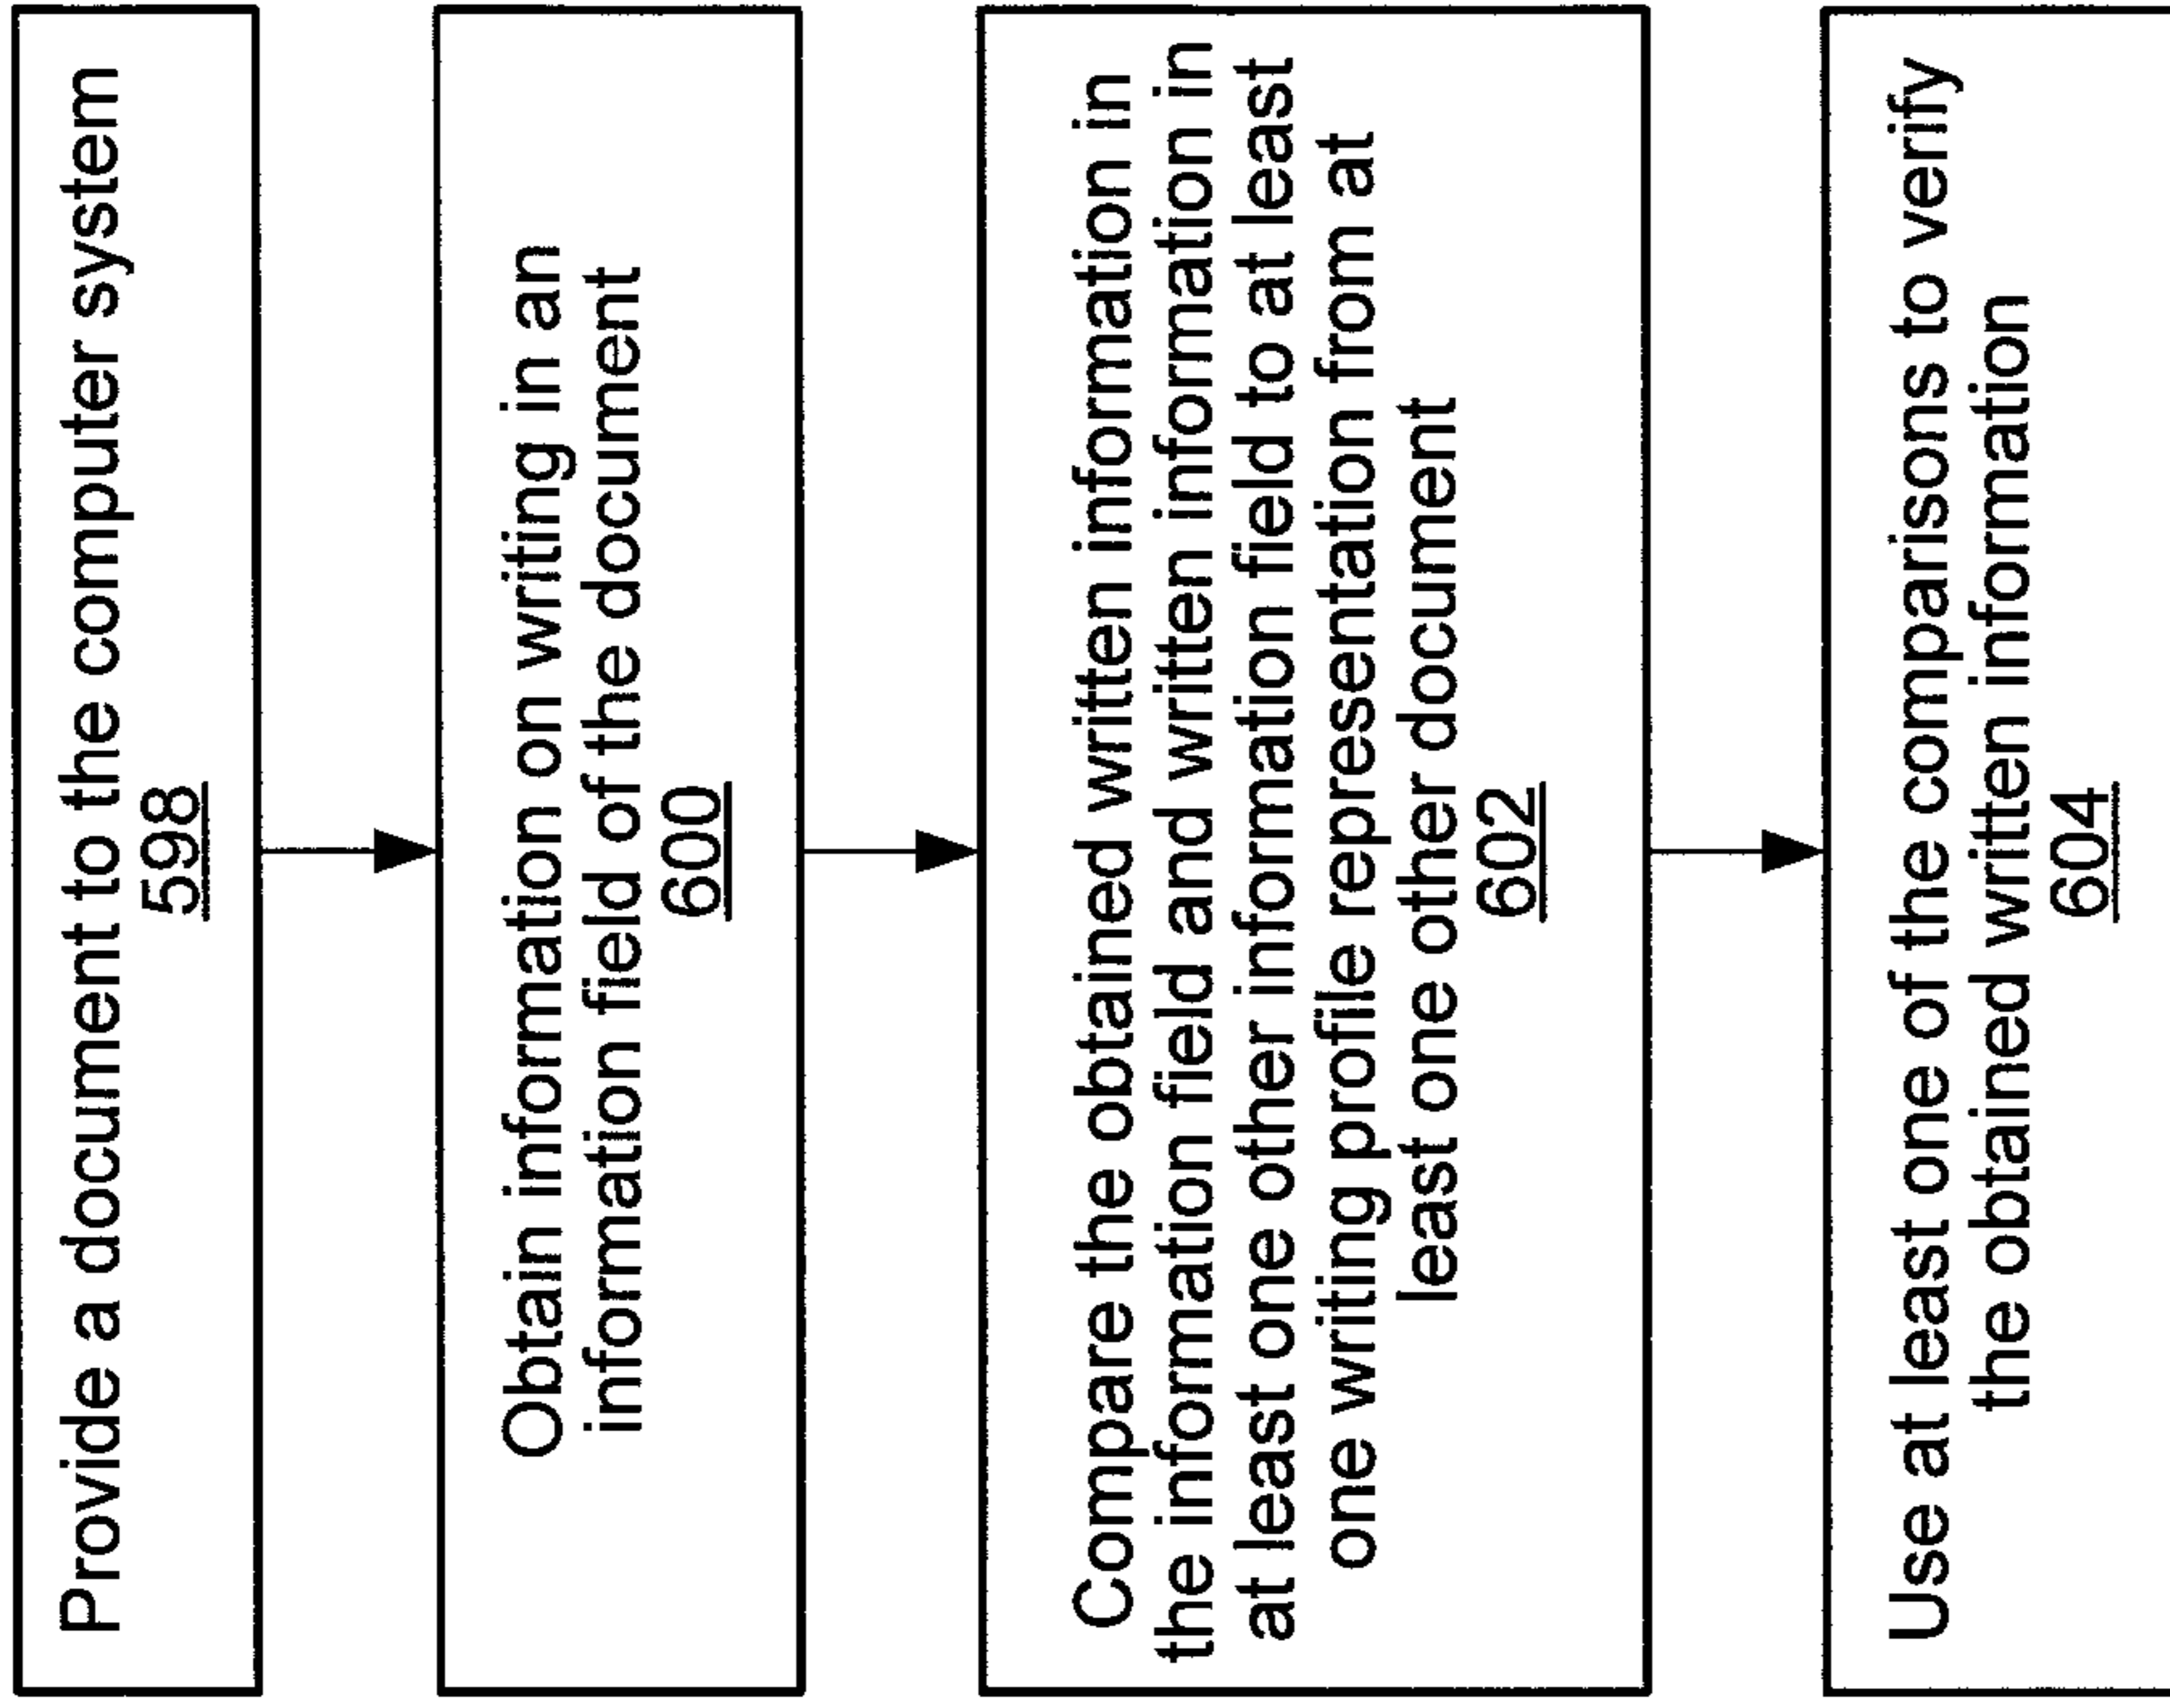 Provide a document to the computer system
598
Obtain information on writing in an
information field of the document
600
Compare the obtained written information in
the information field and written information in
at least one other information field to at least
one writing profile representation from at
least one other document
602
Use at least one of the comparisons to verify
the obtained written information
604